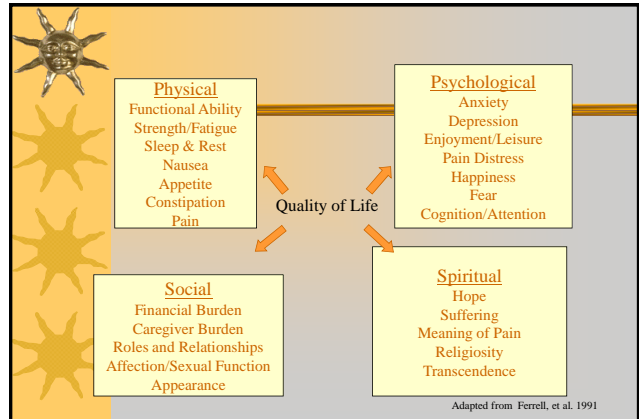 Physical
Functional Ability
Strength/Fatigue
Sleep & Rest
Nausea
Appetite
Constipation
Pain
Psychological
Anxiety
Depression
Enjoyment/Leisure
Pain Distress
Happiness
Fear
Cognition/Attention
Quality of Life
Social
Financial Burden
Caregiver Burden
Roles and Relationships
Affection/Sexual Function
Appearance
Spiritual
Hope
Suffering
Meaning of Pain
Religiosity
Transcendence
Adapted from Ferrell, et al. 1991